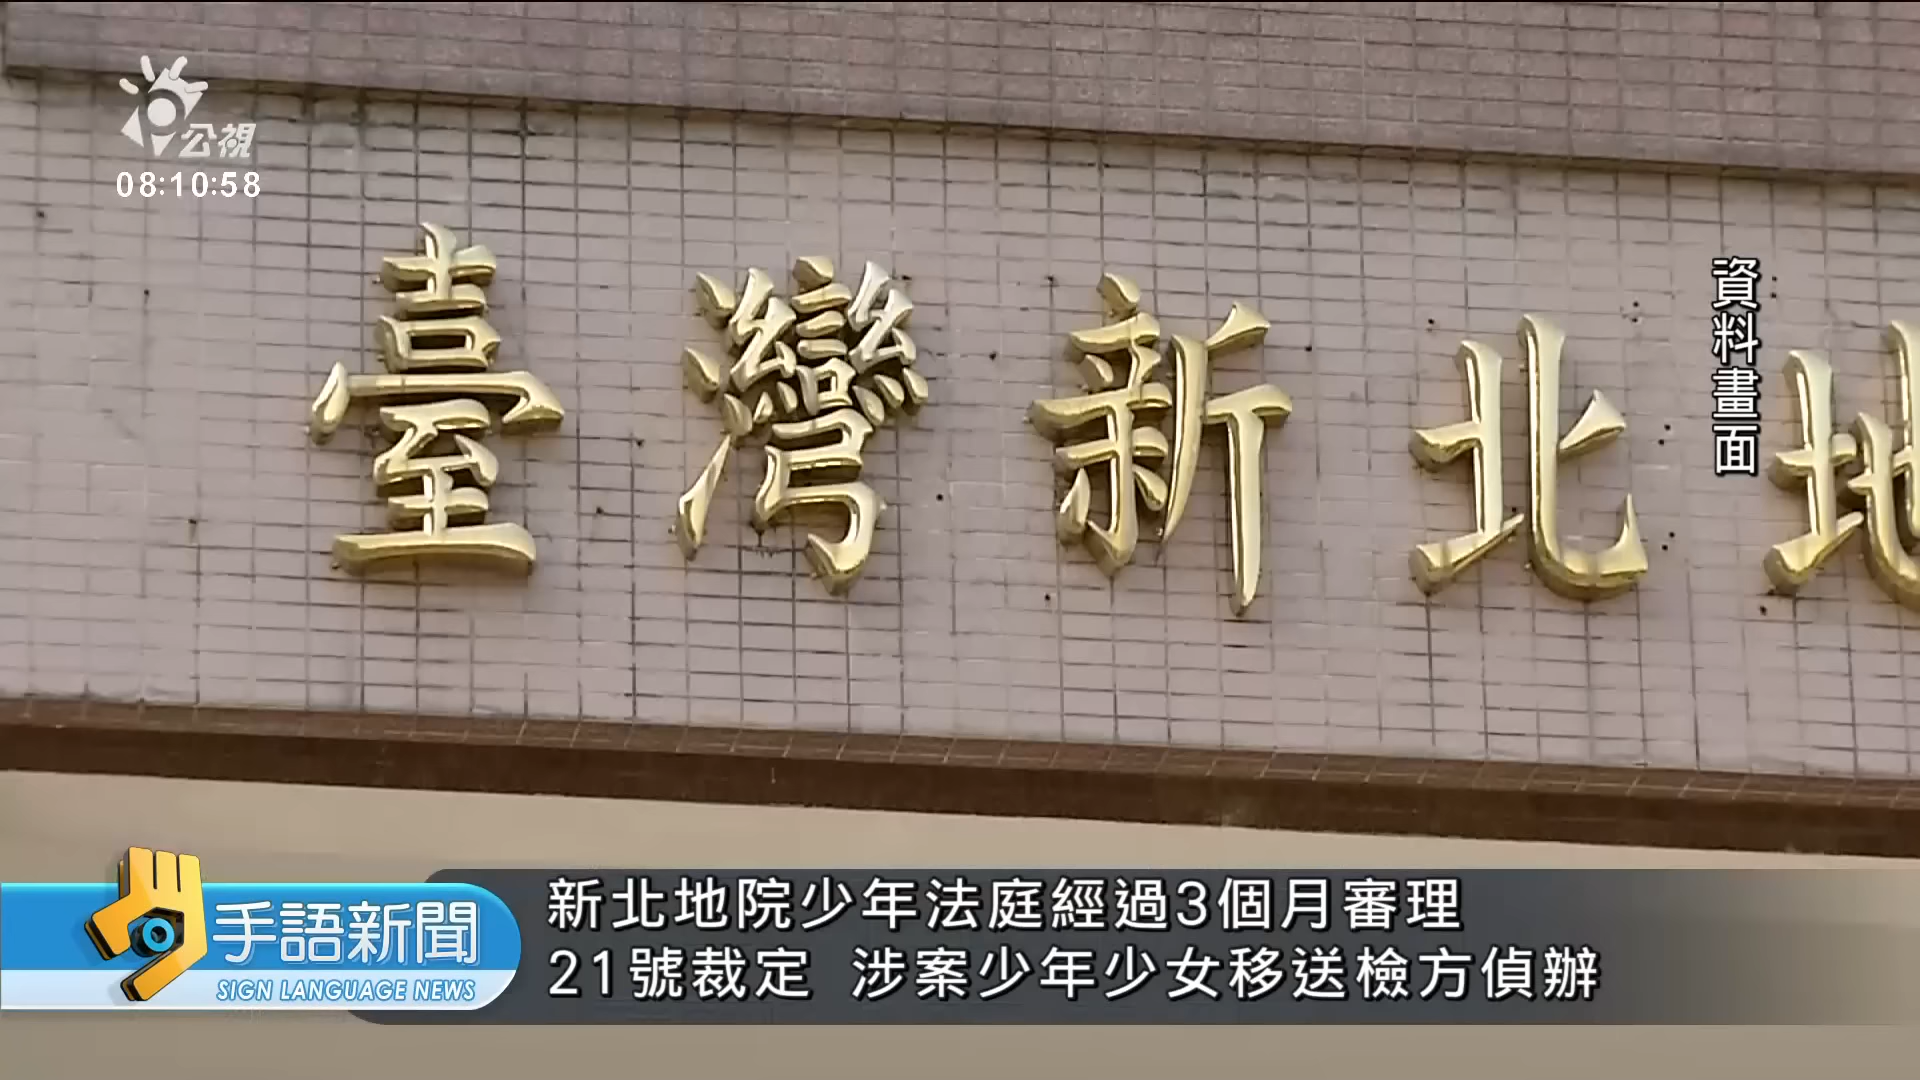 公視
08:10:58
資料畫面
臺灣新北地
手語新聞
SIGN LANGUAGE NEWS
新北地院少年法庭經過3個月審理
21號裁定 涉案少年少女移送檢方偵辦